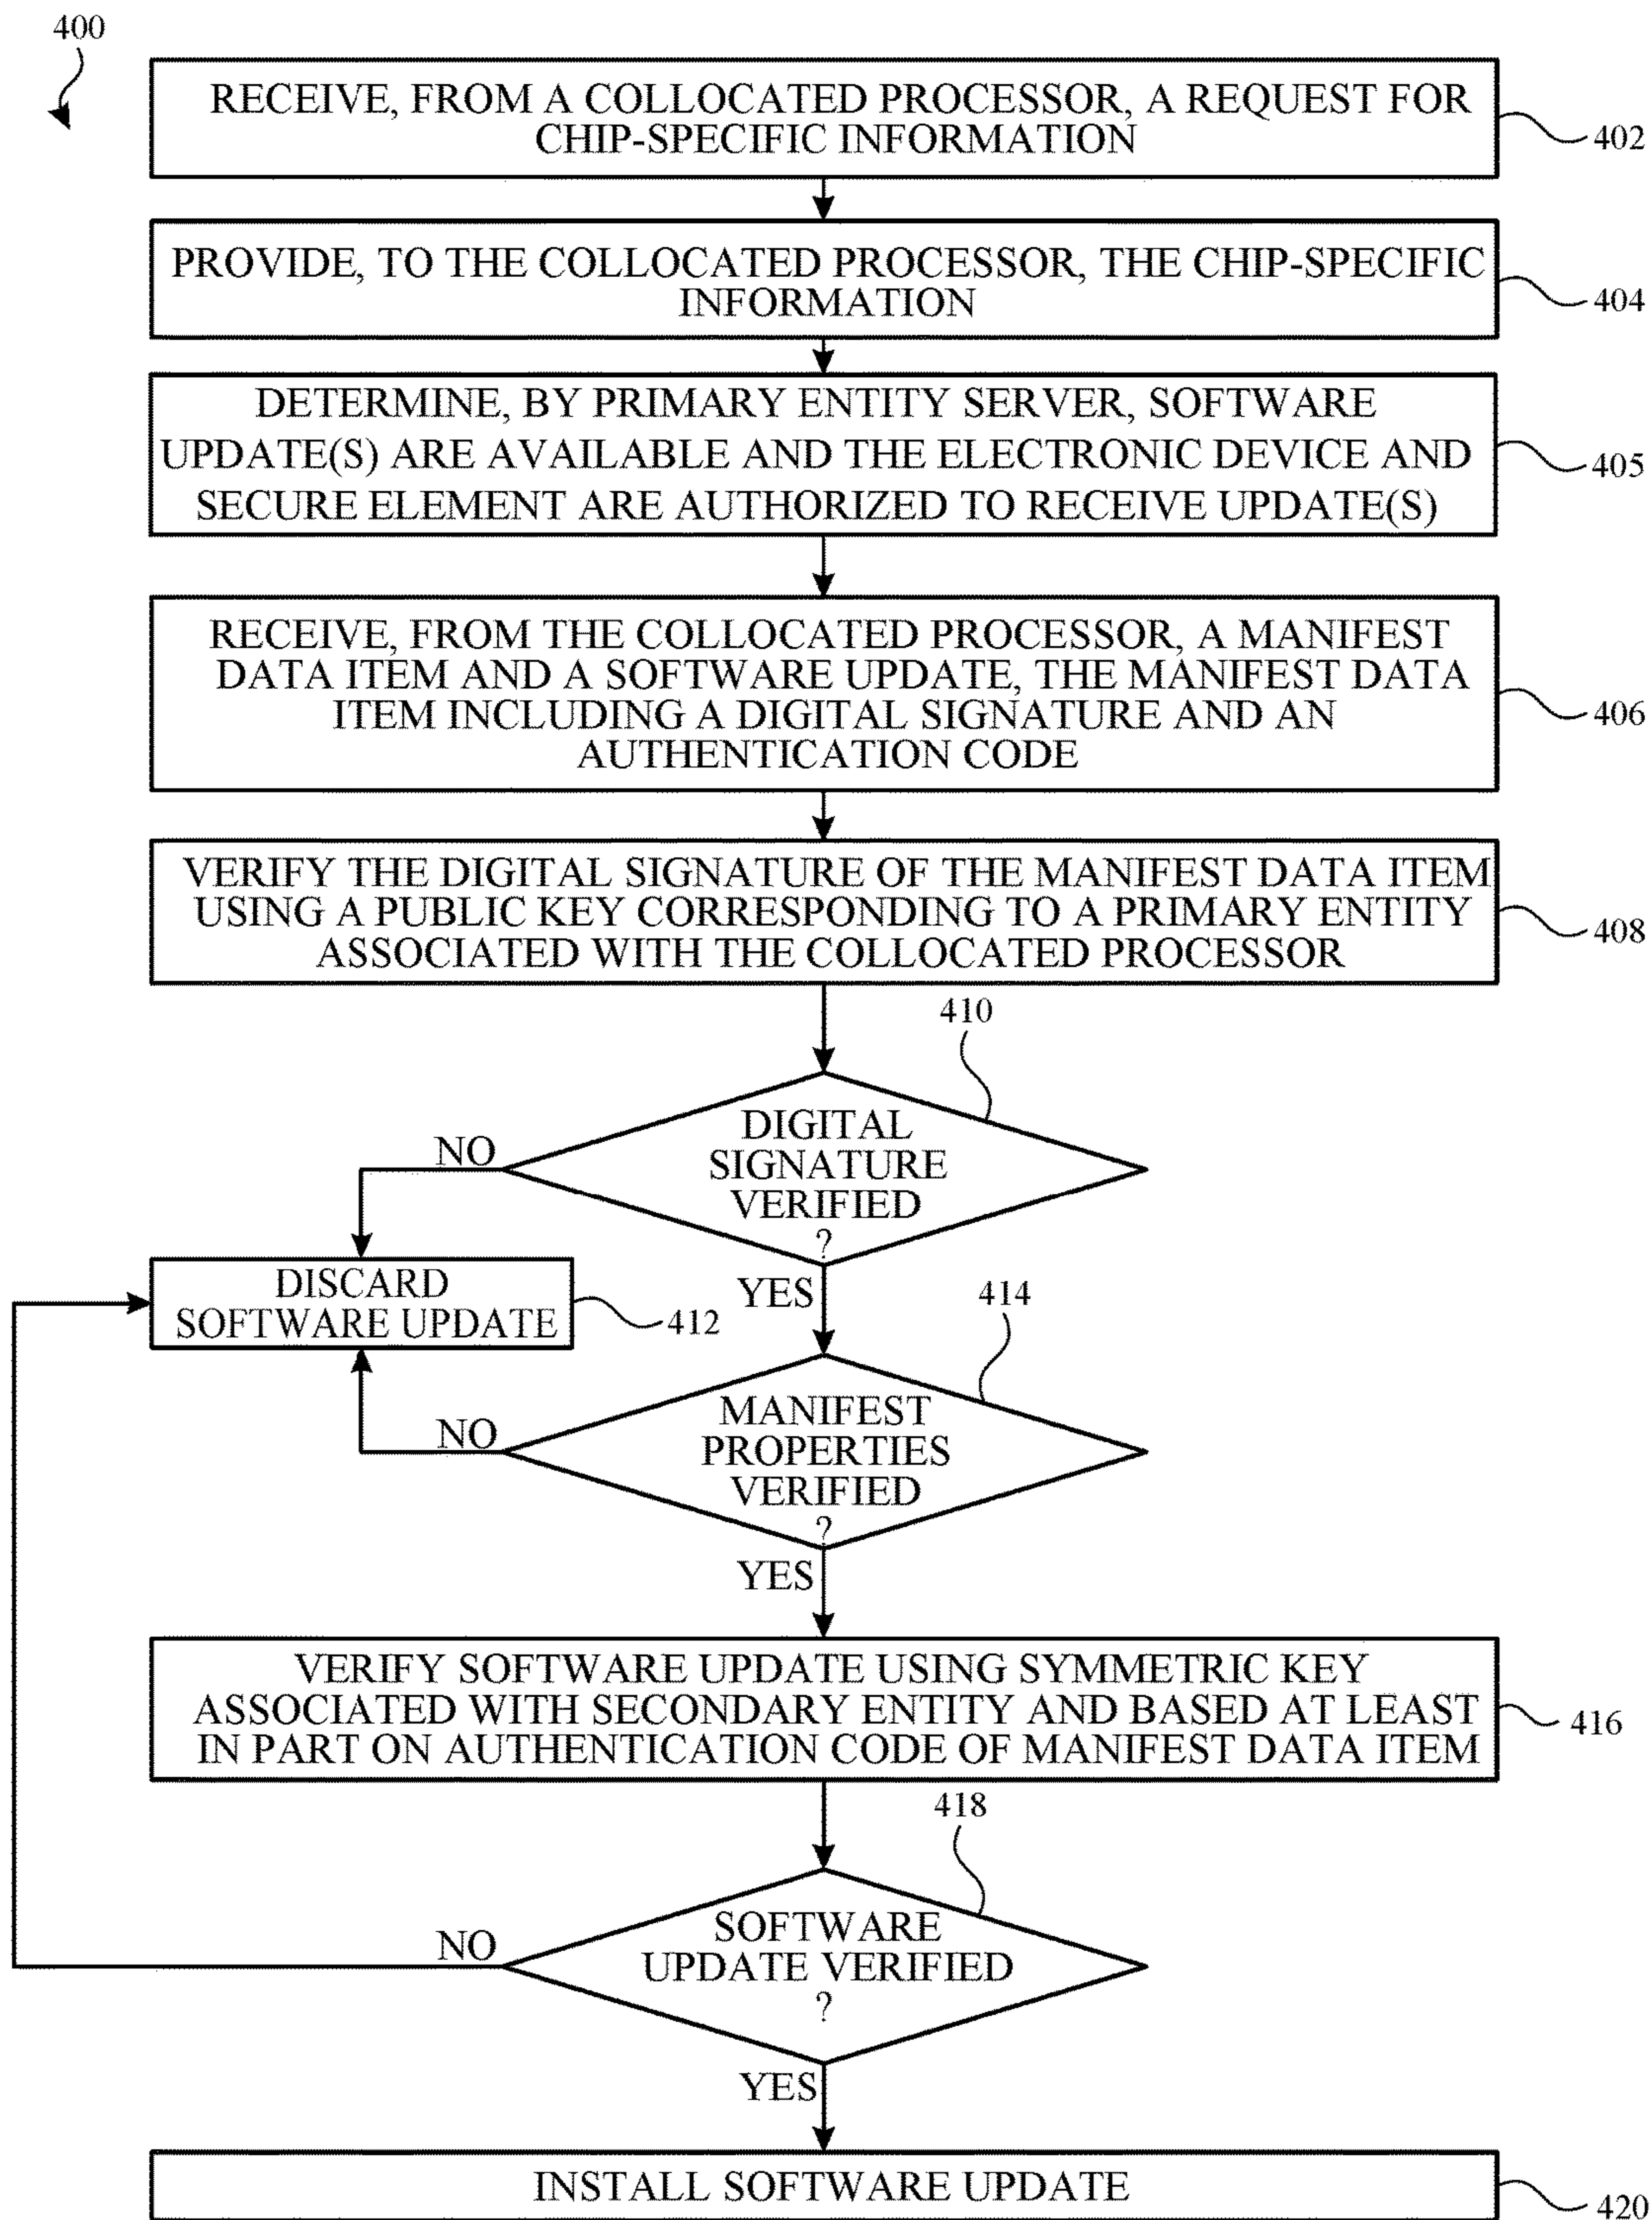 400
RECEIVE, FROM A COLLOCATED PROCESSOR, A REQUEST FOR
CHIP-SPECIFIC INFORMATION
402
PROVIDE, TO THE COLLOCATED PROCESSOR, THE CHIP-SPECIFIC
INFORMATION
404
DETERMINE, BY PRIMARY ENTITY SERVER, SOFTWARE
UPDATE(S) ARE AVAILABLE AND THE ELECTRONIC DEVICE AND
SECURE ELEMENT ARE AUTHORIZED TO RECEIVE UPDATE(S)
405
RECEIVE, FROM THE COLLOCATED PROCESSOR, A MANIFEST
DATA ITEM AND A SOFTWARE UPDATE, THE MANIFEST DATA
ITEM INCLUDING A DIGITAL SIGNATURE AND AN
AUTHENTICATION CODE
406
VERIFY THE DIGITAL SIGNATURE OF THE MANIFEST DATA ITEM
USING A PUBLIC KEY CORRESPONDING TO A PRIMARY ENTITY
ASSOCIATED WITH THE COLLOCATED PROCESSOR
408
410
DIGITAL
SIGNATURE
VERIFIED
?
NO
YES
DISCARD
SOFTWARE UPDATE
412
414
MANIFEST
PROPERTIES
VERIFIED
?
NO
YES
VERIFY SOFTWARE UPDATE USING SYMMETRIC KEY
ASSOCIATED WITH SECONDARY ENTITY AND BASED AT LEAST
IN PART ON AUTHENTICATION CODE OF MANIFEST DATA ITEM
416
418
SOFTWARE
UPDATE VERIFIED
?
NO
YES
INSTALL SOFTWARE UPDATE
420